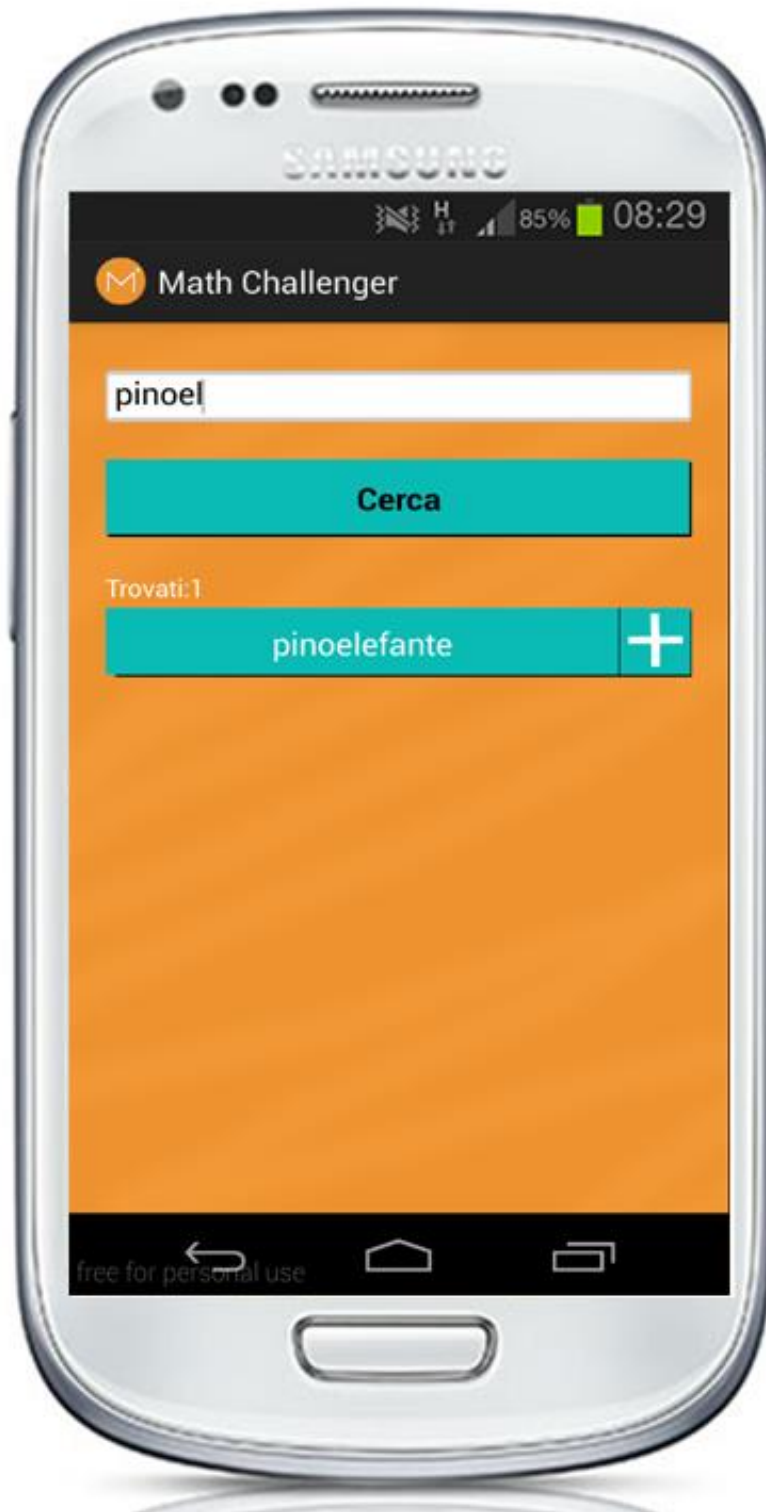 SAMSUNG
H 85% 08:29
M Math Challenger
pinoel
Cerca
Trovati:1
pinoelefante
free for personal use